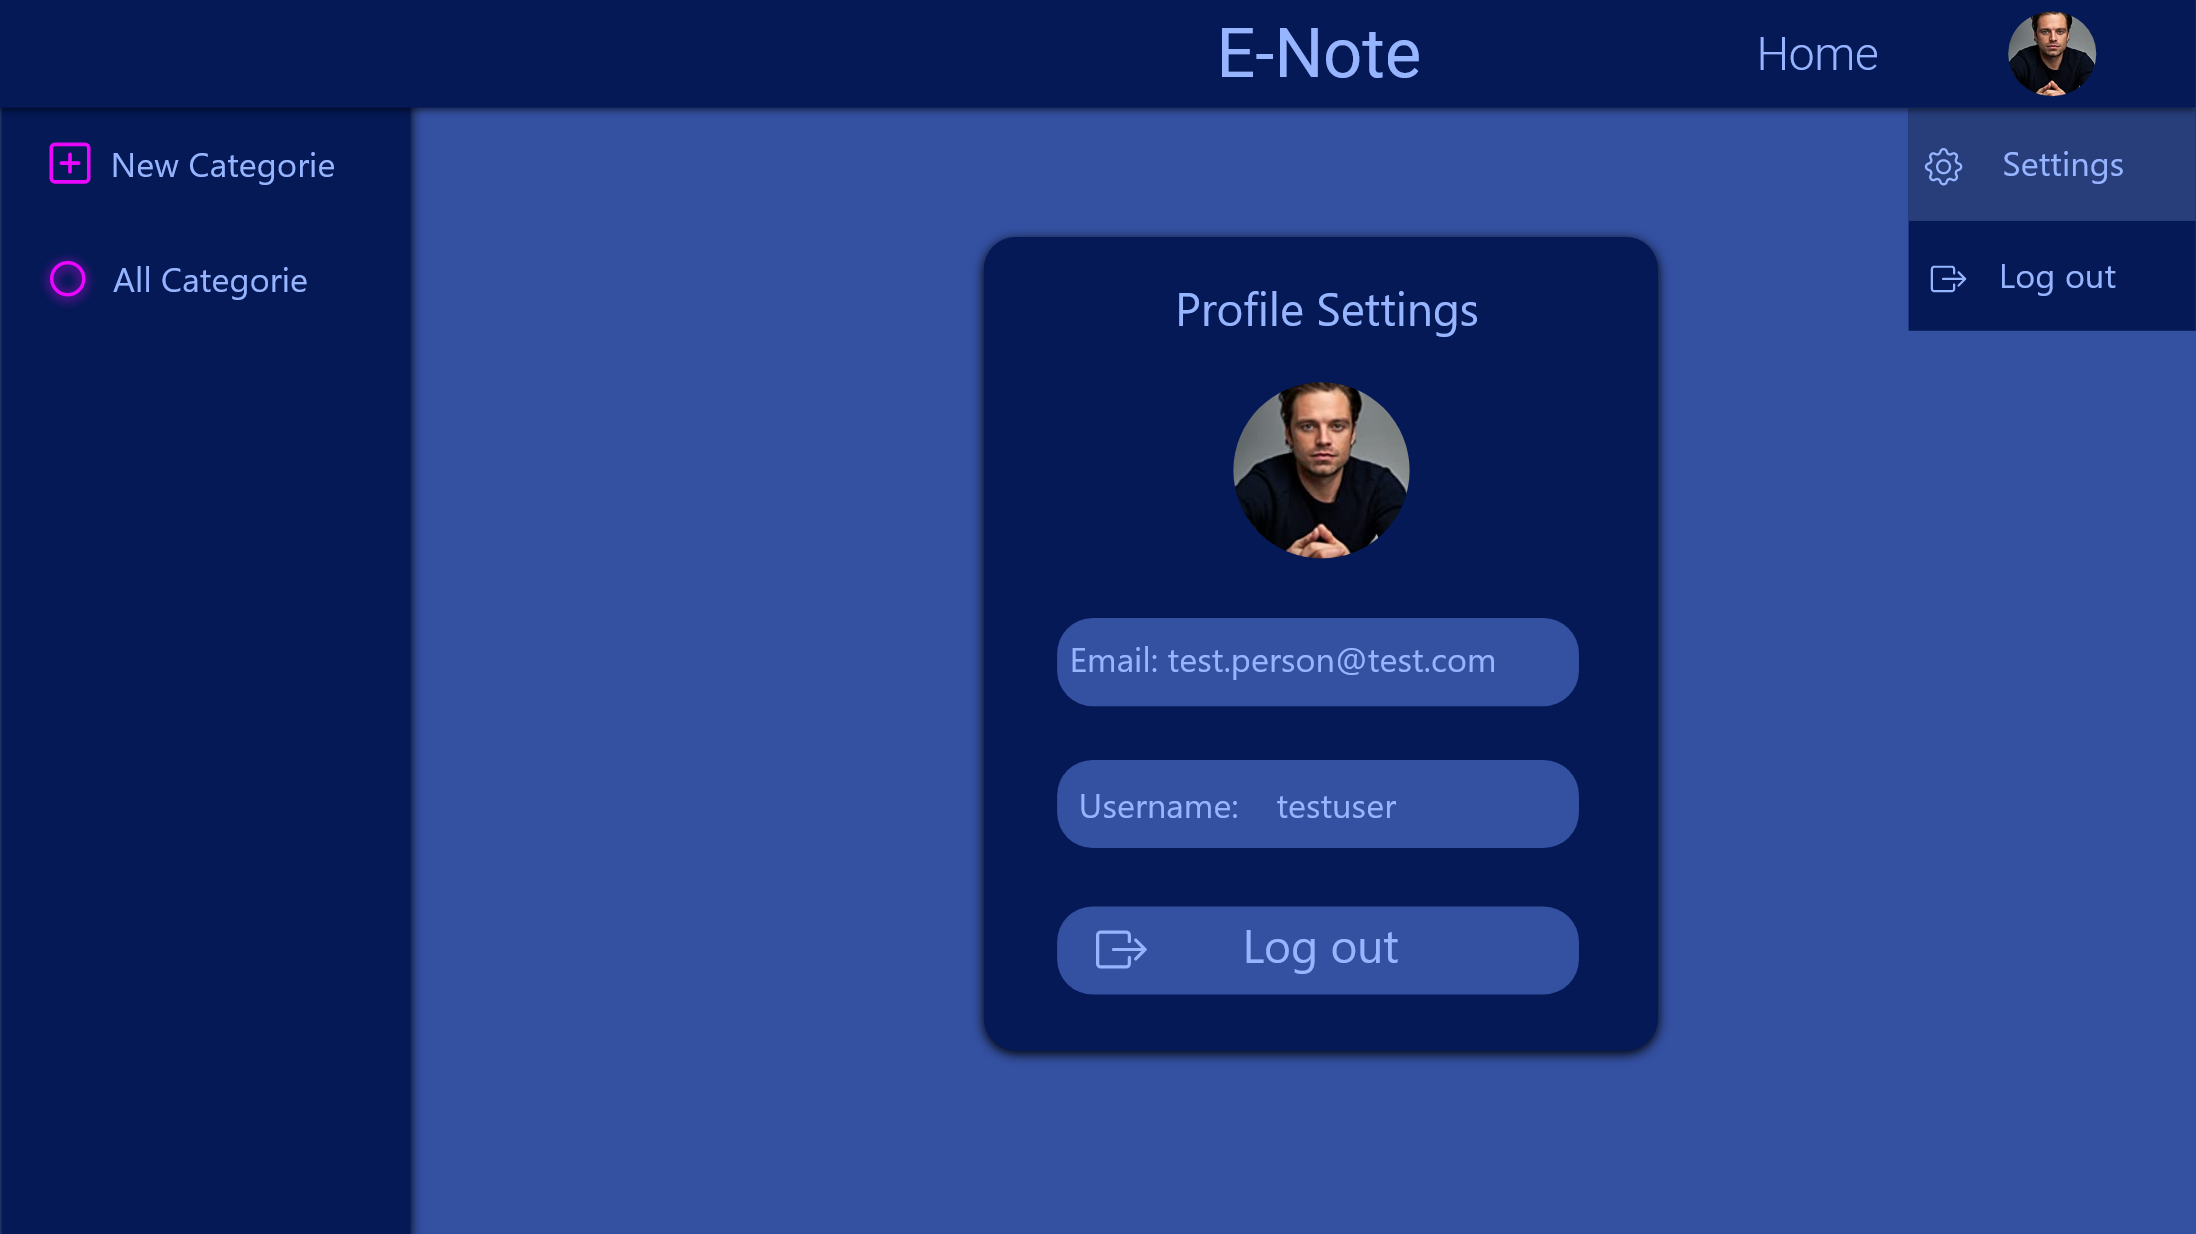 E-Note
Home
New Categorie
All Categorie
Settings
Log out
Profile Settings
Email: test.person@test.com
Username: testuser
Log out